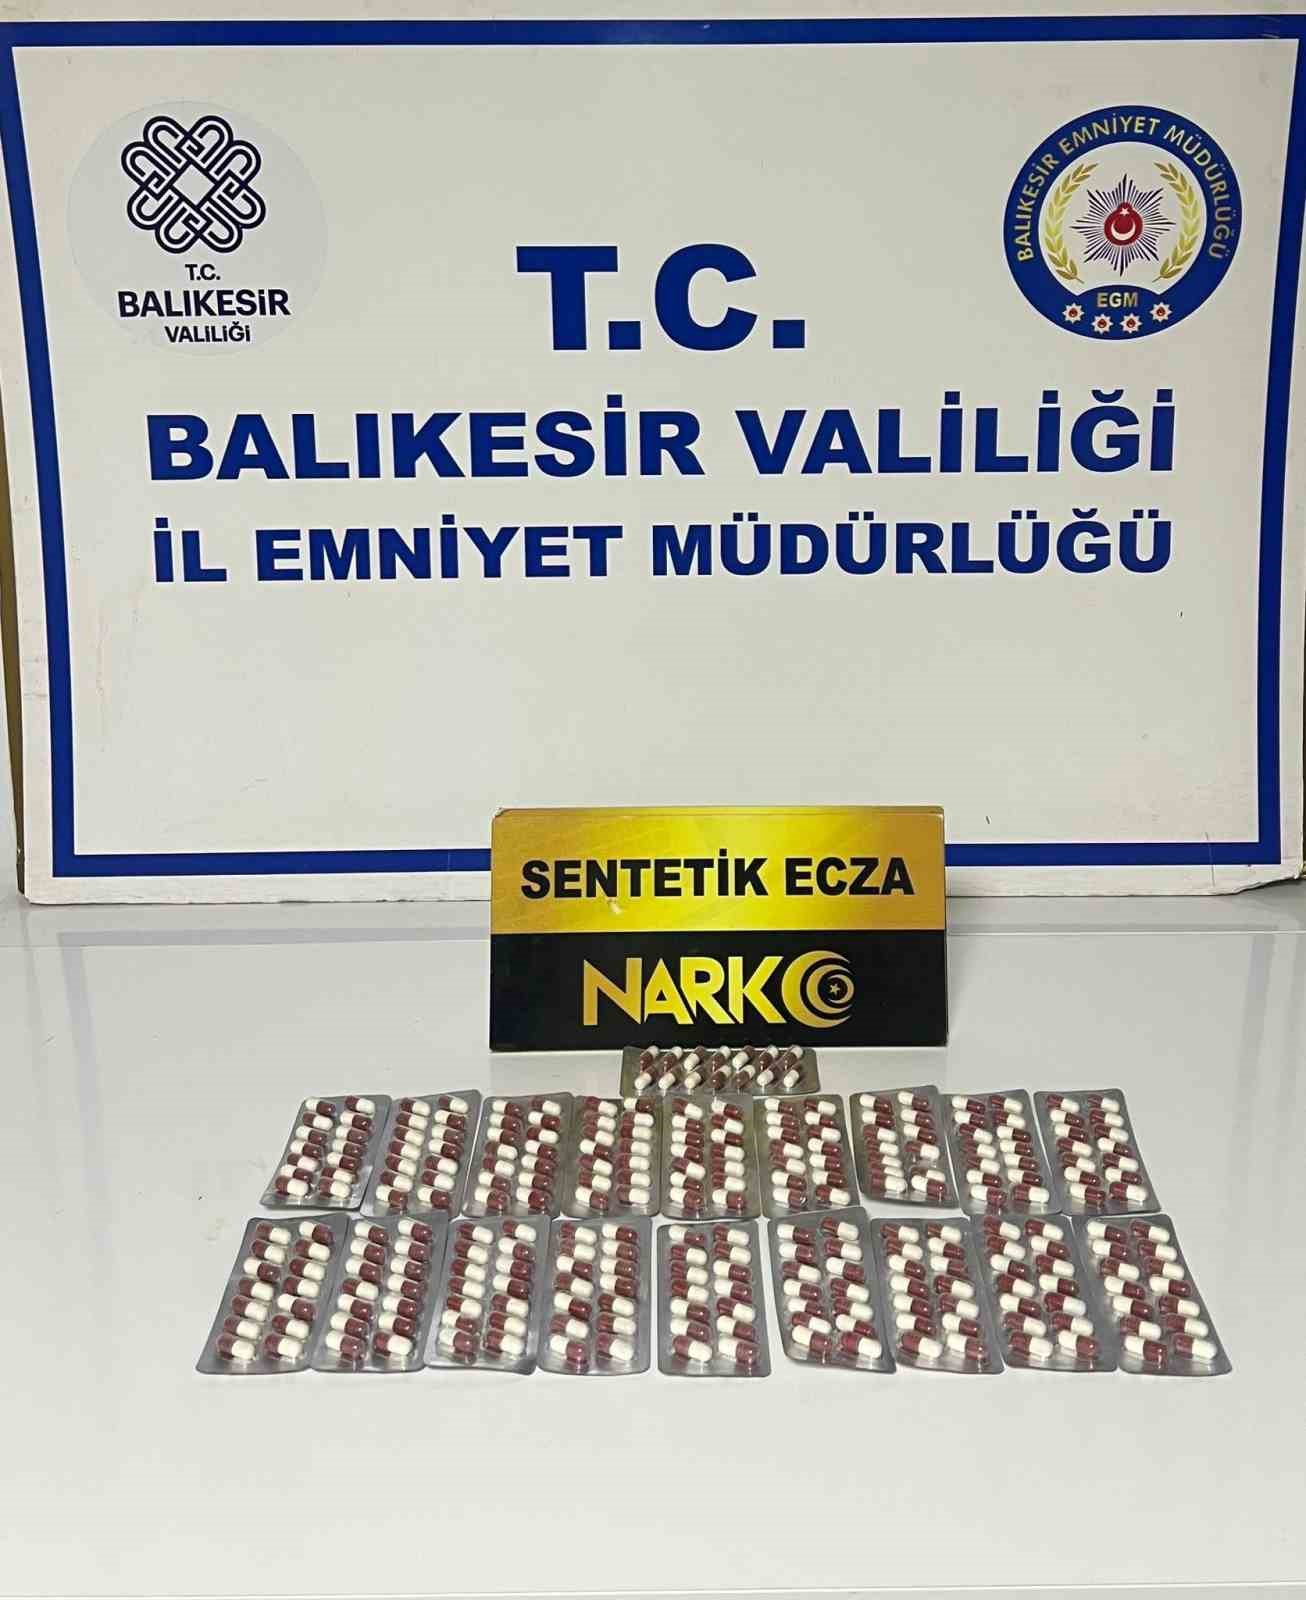 T.C.
BALIKESİR
VALİLİĞİ
BALIKESİR EMNİYET MÜDÜRLÜĞÜ
EGM
T.C.
BALIKESİR VALİLİĞİ
İL EMNİYET MÜDÜRLÜĞÜ
SENTETİK ECZA
NARKO